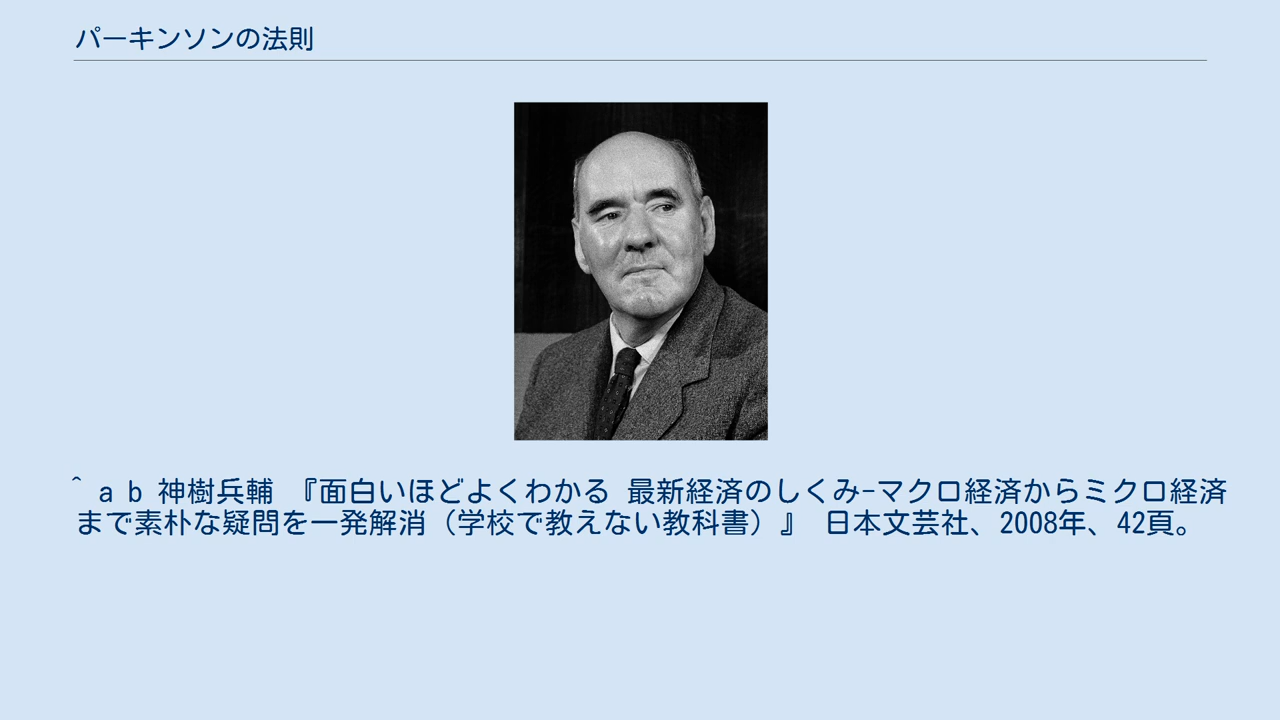 パーキンソンの法則
^ a b 神樹兵輔 『面白いほどよくわかる 最新経済のしくみ-マクロ経済からミクロ経済
まで素朴な疑問を一発解消（学校で教えない教科書）』 日本文芸社、2008年、42頁。